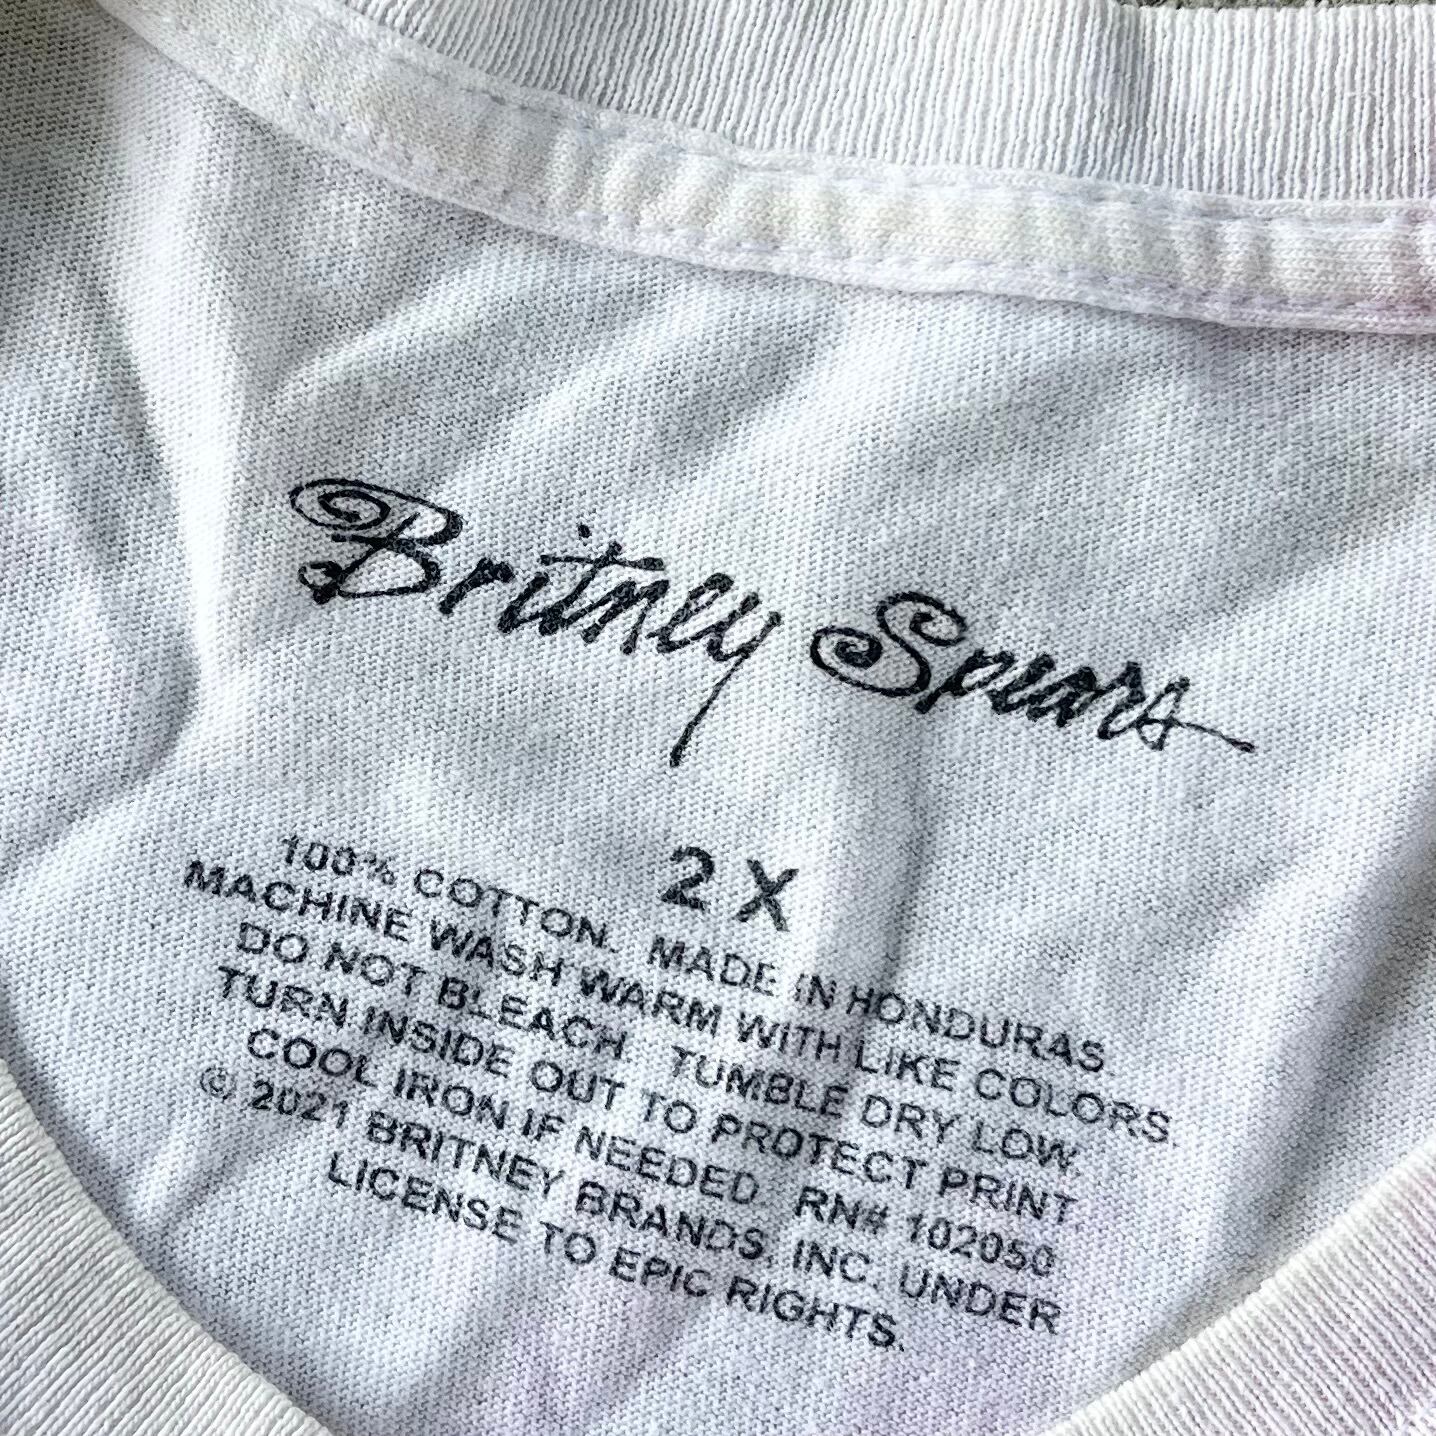 Britney Spears
2X
100% COTTON. MADE IN HONDURAS.
MACHINE WASH WARM WITH LIKE COLORS.
DO NOT BLEACH. TUMBLE DRY LOW.
TURN INSIDE OUT TO PROTECT PRINT
COOL IRON IF NEEDED. RN# 102050
© 2021 BRITNEY BRANDS, INC. UNDER
LICENSE TO EPIC RIGHTS.